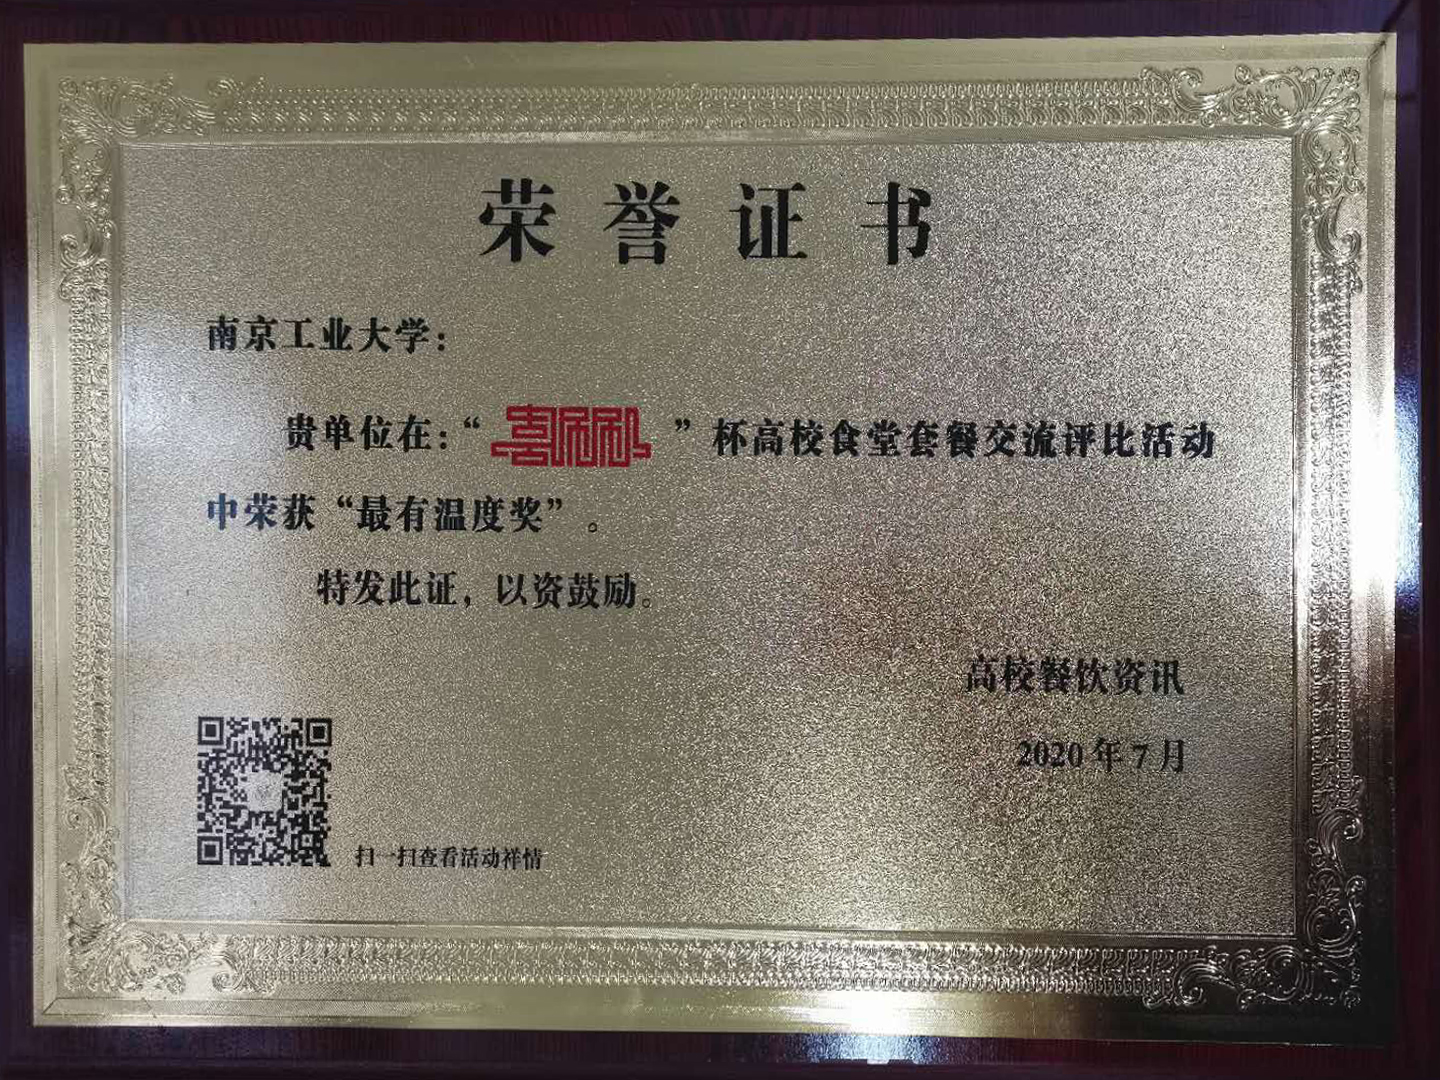 荣誉证书
南京工业大学：
贵单位在：“ ”杯高校食堂套餐交流评比活动
中荣获“最有温度奖”。
特发此证，以资鼓励。
高校餐饮资讯
2020年7月
扫一扫查看活动祥情